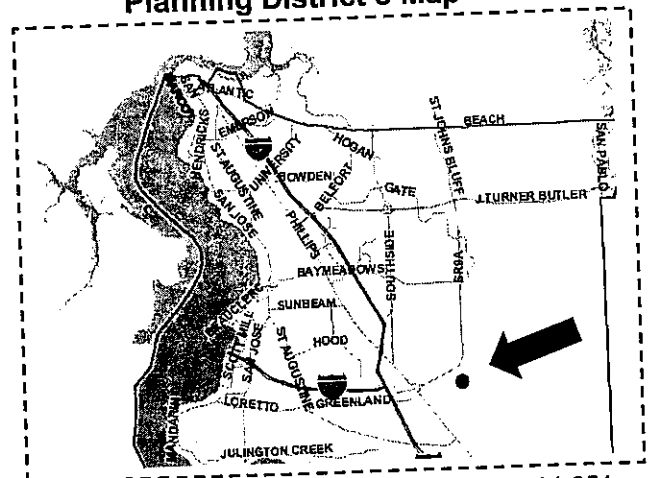 Planning District 3 Map
ATLANTIC
SAN
BEACH
EMERSON
HENDRICKS
HOGAN
ST JOHNS BLUFF
SAN PABLO
ST AUGUSTINE
UNIVERSITY
BOWDEN
BELFORT
GATE
J.TURNER BUTLER
SAN JOSE
PHILLIPS
BAYMEADOWS
SOUTHSIDE
SR9A
BEAUCLERC
SUNBEAM
SCOTT MILL
SAN JOSE
ST AUGUSTINE
HOOD
LORETTO
GREENLAND
MANDARIN
JULINGTON CREEK